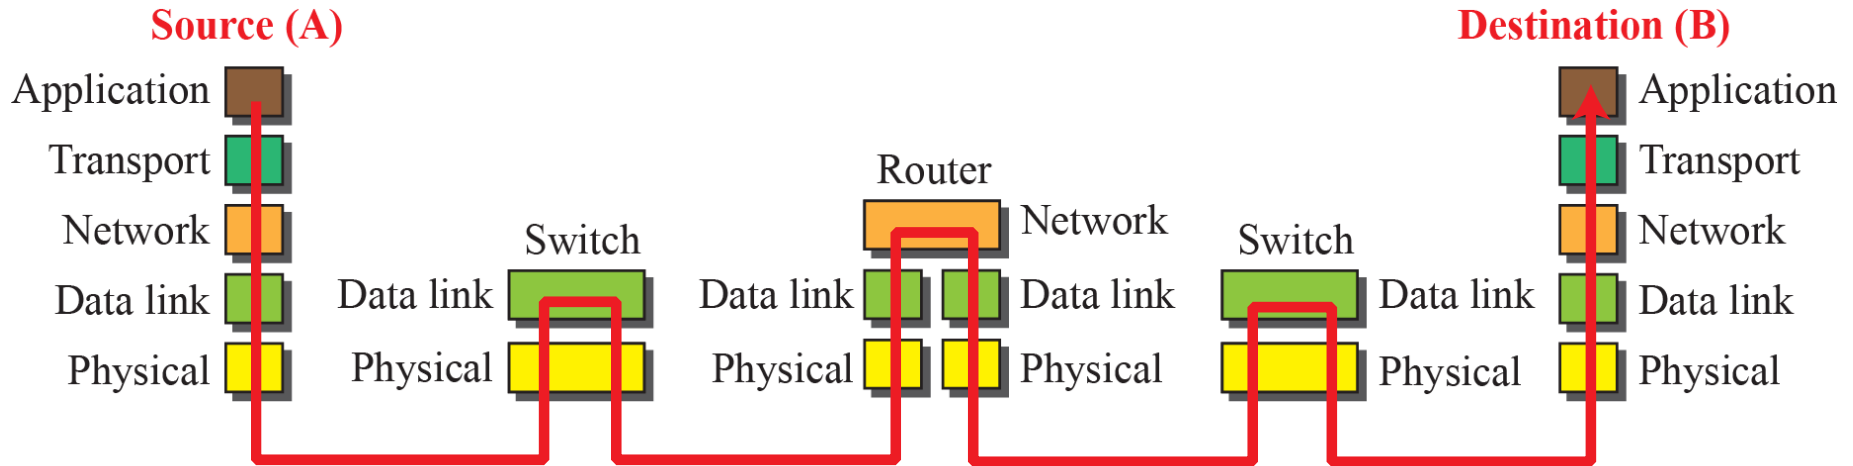 Source (A)
Destination (B)
Application
Transport
Network
Data link
Physical
Switch
Data link
Physical
Router
Network
Data link
Data link
Physical
Physical
Switch
Data link
Physical
Application
Transport
Network
Data link
Physical